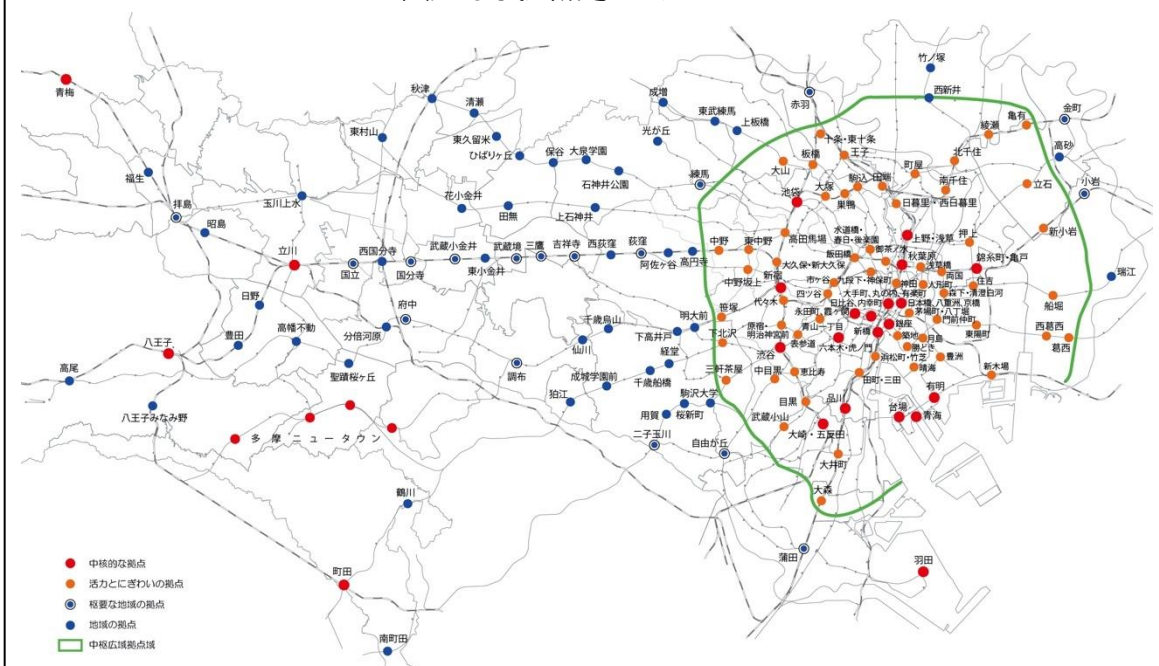 青梅
福生
拝島
昭島
玉川上水
立川
東村山
秋津
清瀬
東久留米
ひばりヶ丘
保谷
大泉学園
石神井公園
花小金井
田無
上石神井
成増
東武練馬
上板橋
光が丘
練馬
国立
西国分寺
国分寺
武蔵小金井
東小金井
武蔵境
三鷹
吉祥寺
西荻窪
荻窪
阿佐ヶ谷
高円寺
日野
豊田
高幡不動
府中
分倍河原
聖蹟桜ヶ丘
八王子
高尾
八王子みなみ野
多摩ニュータウン
調布
仙川
千歳烏山
下高井戸
明大前
経堂
千歳船橋
成城学園前
狛江
用賀
桜新町
駒沢大学
二子玉川
自由が丘
鶴川
町田
南町田
竹ノ塚
西新井
赤羽
十条・東十条
王子
板橋
大山
池袋
大塚
巣鴨
駒込
田端
町屋
北千住
南千住
綾瀬
亀有
金町
高砂
立石
小岩
新小岩
日暮里・西日暮里
上野・浅草
押上
錦糸町・亀戸
中野
東中野
中野坂上
高田馬場
大久保・新大久保
新宿
代々木
水道橋・
春日・後楽園
飯田橋
御茶ノ水
秋葉原
浅草橋
両国
市ヶ谷
九段下・神保町
神田
人形町
住吉
森下・清澄白河
四ツ谷
大手町、丸の内、有楽町
日比谷、内幸町
日本橋、八重洲、京橋
永田町、霞ヶ関
茅場町・八丁堀
門前仲町
東陽町
笹塚
下北沢
三軒茶屋
原宿・
明治神宮前
青山一丁目
表参道
渋谷
六本木・虎ノ門
新橋
銀座
築地
月島
勝どき
浜松町・竹芝
晴海
豊洲
新木場
船堀
瑞江
西葛西
葛西
中目黒
恵比寿
目黒
田町・三田
品川
有明
台場
青海
武蔵小山
大崎・五反田
大井町
大森
蒲田
羽田
中核的な拠点
活力とにぎわいの拠点
枢要な地域の拠点
地域の拠点
中枢広域拠点域